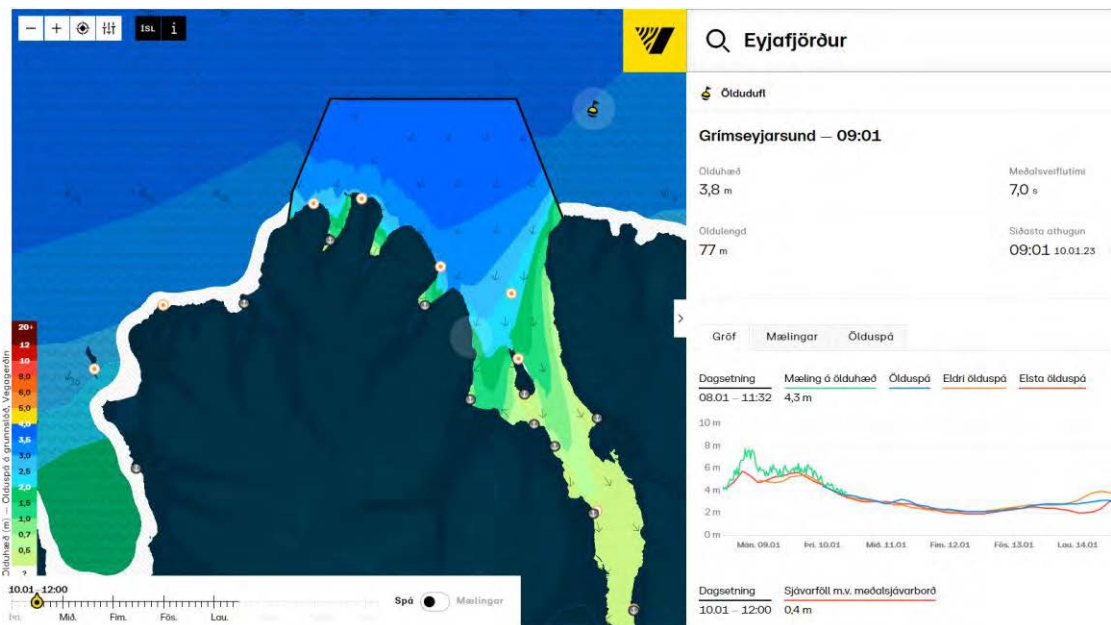 − + ÍSL i
Eyjafjörður
Öldudufl
Grímseyjarsund — 09:01
Ölduhæð
3,8 m
Meðalsveiflutími
7,0 s
Öldulengd
77 m
Síðasta athugun
09:01 10.01.23
Gröf Mælingar Ölduspá
Dagsetning Mæling á ölduhæð Ölduspá Eldri ölduspá Elsta ölduspá
08.01 – 11:32 4,3 m
10 m
8 m
6 m
4 m
2 m
0 m
Mán. 09.01 Þri. 10.01 Mið. 11.01 Fim. 12.01 Fös. 13.01 Lau. 14.01
Dagsetning Sjávarföll m.v. meðalsjávarborð
10.01 – 12:00 0,4 m
Ölduhæð (m) — Ölduspá á grunnslóð, Vegagerðin
20+
12
10
8,0
6,0
5,0
4,0
3,5
3,0
2,5
2,0
1,5
1,0
0,7
0,5
?
10.01 - 12:00
Þri. Mið. Fim. Fös. Lau.
Spá Mælingar